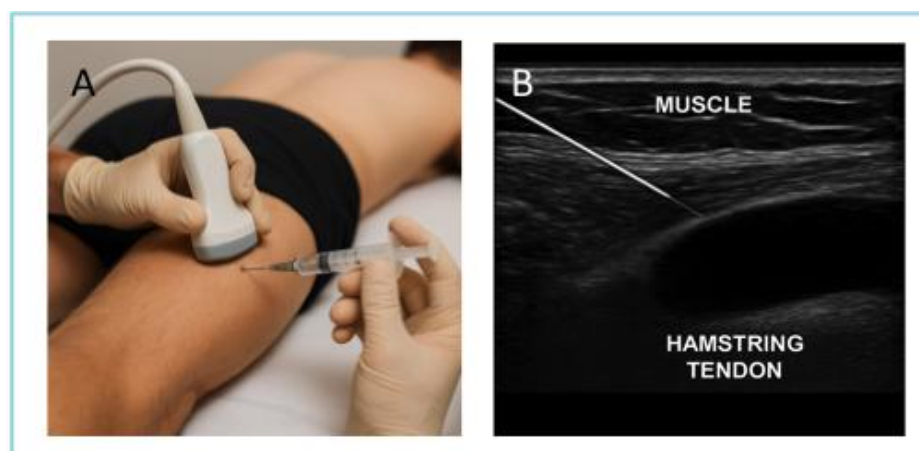 A
B
MUSCLE
HAMSTRING
TENDON